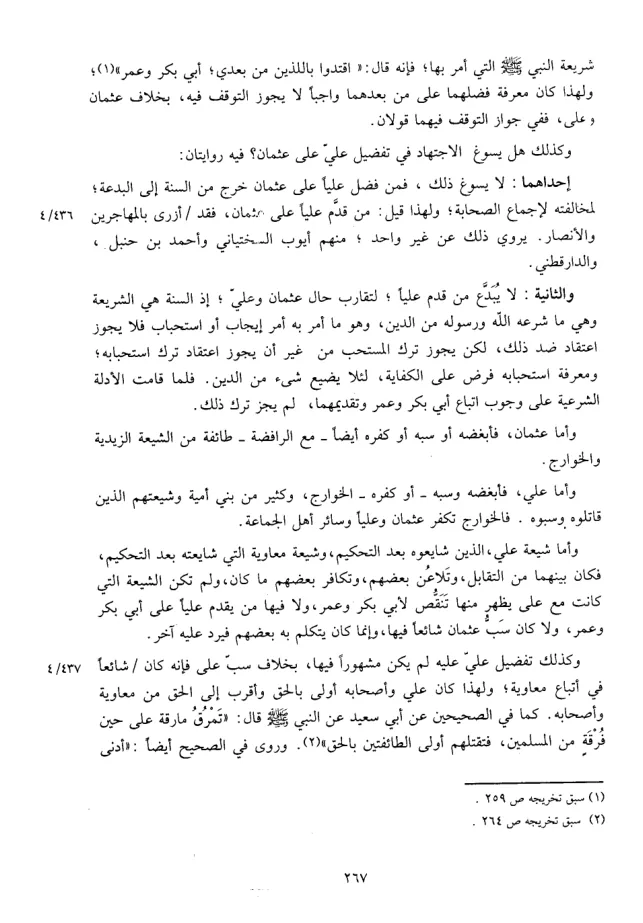 شريعة النبي ﷺ التي أمر بها؛ فإنه قال: « اقتدوا باللذين من بعدي؛ أبي بكر وعمر»(١)؛
ولهذا كان معرفة فضلهما على من بعدهما واجباً لا يجوز التوقف فيه، بخلاف عثمان
وعلى، ففي جواز التوقف فيهما قولان.
وكذلك هل يسوغ الاجتهاد في تفضيل عليّ على عثمان؟ فيه روايتان:
إحداهما : لا يسوغ ذلك ، فمن فضل علياً على عثمان خرج من السنة إلى البدعة؛
لمخالفته لإجماع الصحابة؛ ولهذا قيل: من قدَّم علياً على عثمان، فقد / أزرى بالمهاجرين ٤/٤٣٦
والأنصار. يروي ذلك عن غير واحد ؛ منهم أيوب السختياني وأحمد بن حنبل ،
والدارقطني.
والثانية : لا يُبَدَّع من قدم علياً ؛ لتقارب حال عثمان وعليّ ؛ إذ السنة هي الشريعة
وهي ما شرعه اللّه ورسوله من الدين، وهو ما أمر به أمر إيجاب أو استحباب فلا يجوز
اعتقاد ضد ذلك، لكن يجوز ترك المستحب من غير أن يجوز اعتقاد ترك استحبابه؛
ومعرفة استحبابه فرض على الكفاية، لئلا يضيع شىء من الدين. فلما قامت الأدلة
الشرعية على وجوب اتباع أبي بكر وعمر وتقديمهما، لم يجز ترك ذلك.
وأما عثمان، فأبغضه أو سبه أو كفره أيضاً ـ مع الرافضة ـ طائفة من الشيعة الزيدية
والخوارج.
وأما علي، فأبغضه وسبه ـ أو كفره ـ الخوارج، وكثير من بني أمية وشيعتهم الذين
قاتلوه وسبوه . فالخوارج تكفر عثمان وعلياً وسائر أهل الجماعة.
وأما شيعة علي، الذين شايعوه بعد التحكيم، وشيعة معاوية التي شايعته بعد التحكيم،
فكان بينهما من التقابل، وتَلاعُن بعضهم، وتكافر بعضهم ما كان، ولم تكن الشيعة التي
كانت مع على يظهر منها تَنَقُّص لأبي بكر وعمر، ولا فيها من يقدم علياً على أبي بكر
وعمر، ولا كان سَبُّ عثمان شائعاً فيها، وإنما كان يتكلم به بعضهم فيرد عليه آخر.
وكذلك تفضيل عليّ عليه لم يكن مشهوراً فيها، بخلاف سبّ على فإنه كان / شائعاً ٤/٤٣٧
في أتباع معاوية؛ ولهذا كان علي وأصحابه أولى بالحق وأقرب إلى الحق من معاوية
وأصحابه. كما في الصحيحين عن أبي سعيد عن النبي ﷺ قال: «تَمْرُقُ مارقة على حين
فُرْقَةٍ من المسلمين، فتقتلهم أولى الطائفتين بالحق»(٢). وروى في الصحيح أيضاً :«أدنى
(١) سبق تخريجه ص ٢٥٩ .
(٢) سبق تخريجه ص ٢٦٤ .
٢٦٧